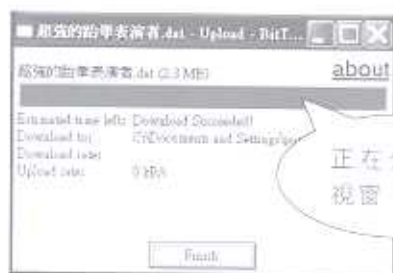 超強的跆拳表演者.dat - Upload - BitT...
超強的跆拳表演者.dat (2.3 MB)
about
Estimated time left: Download Succeeded!
Download to: C:\Documents and Settings\
Download rate:
Upload rate: 0 kB/s
正在
視窗
Finish